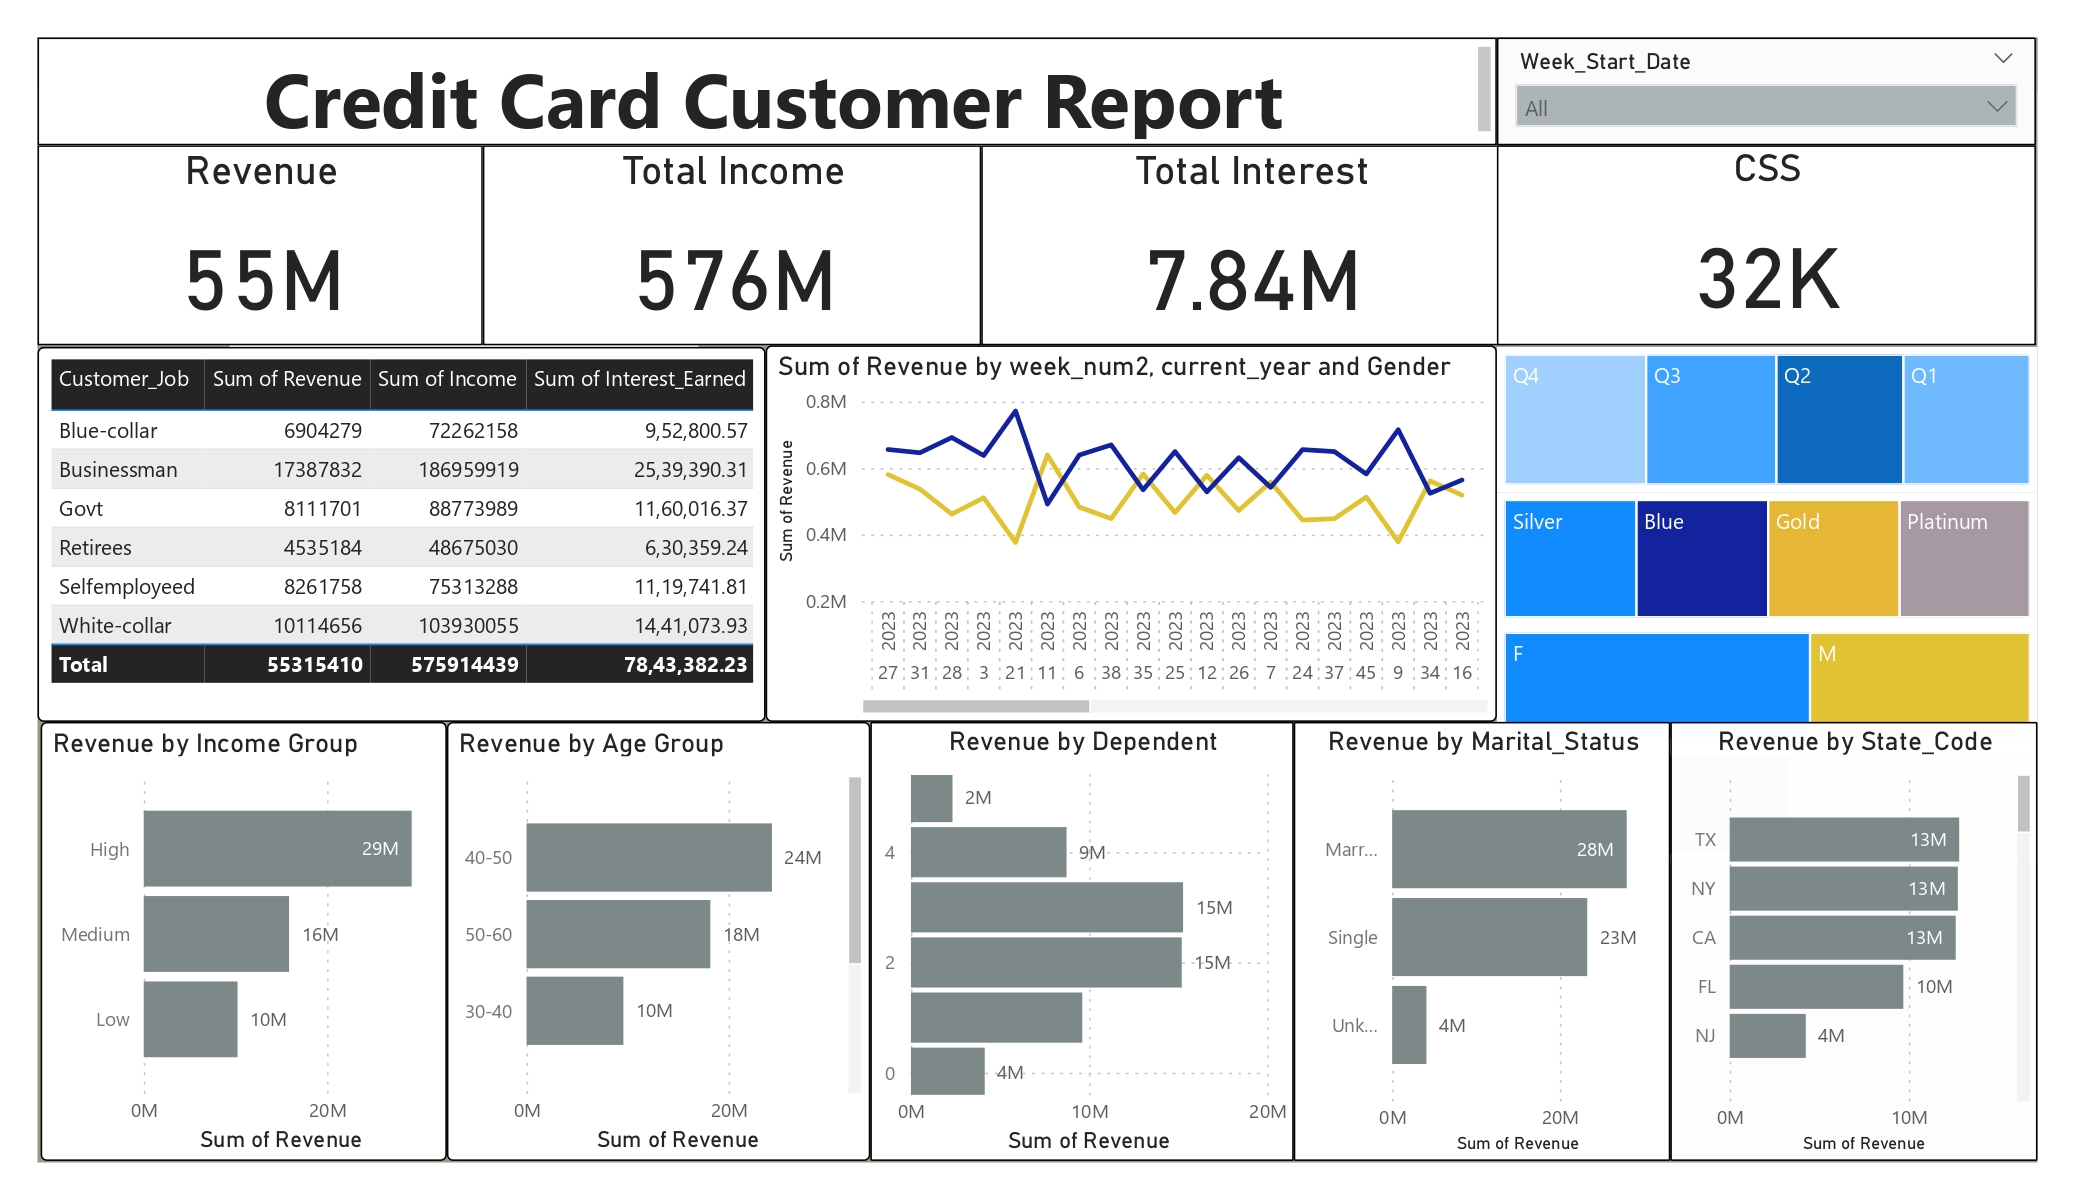 Credit Card Customer Report
Week_Start_Date
All
Revenue
55M
Total Income
576M
Total Interest
7.84M
CSS
32K
Customer_Job Sum of Revenue Sum of Income Sum of Interest_Earned
Blue-collar 6904279 72262158 9,52,800.57
Businessman 17387832 186959919 25,39,390.31
Govt 8111701 88773989 11,60,016.37
Retirees 4535184 48675030 6,30,359.24
Selfemployeed 8261758 75313288 11,19,741.81
White-collar 10114656 103930055 14,41,073.93
Total 55315410 575914439 78,43,382.23
Sum of Revenue by week_num2, current_year and Gender
Sum of Revenue
0.8M
0.6M
0.4M
0.2M
2023 2023 2023 2023 2023 2023 2023 2023 2023 2023 2023 2023 2023 2023 2023 2023 2023 2023 2023
27 31 28 3 21 11 6 38 35 25 12 26 7 24 37 45 9 34 16
Q4 Q3 Q2 Q1
Silver Blue Gold Platinum
F M
Revenue by Income Group
High 29M
Medium 16M
Low 10M
0M 20M
Sum of Revenue
Revenue by Age Group
40-50 24M
50-60 18M
30-40 10M
0M 20M
Sum of Revenue
Revenue by Dependent
2M
4 9M
15M
2 15M
0 4M
0M 10M 20M
Sum of Revenue
Revenue by Marital_Status
Marr... 28M
Single 23M
Unk... 4M
0M 20M
Sum of Revenue
Revenue by State_Code
TX 13M
NY 13M
CA 13M
FL 10M
NJ 4M
0M 10M
Sum of Revenue